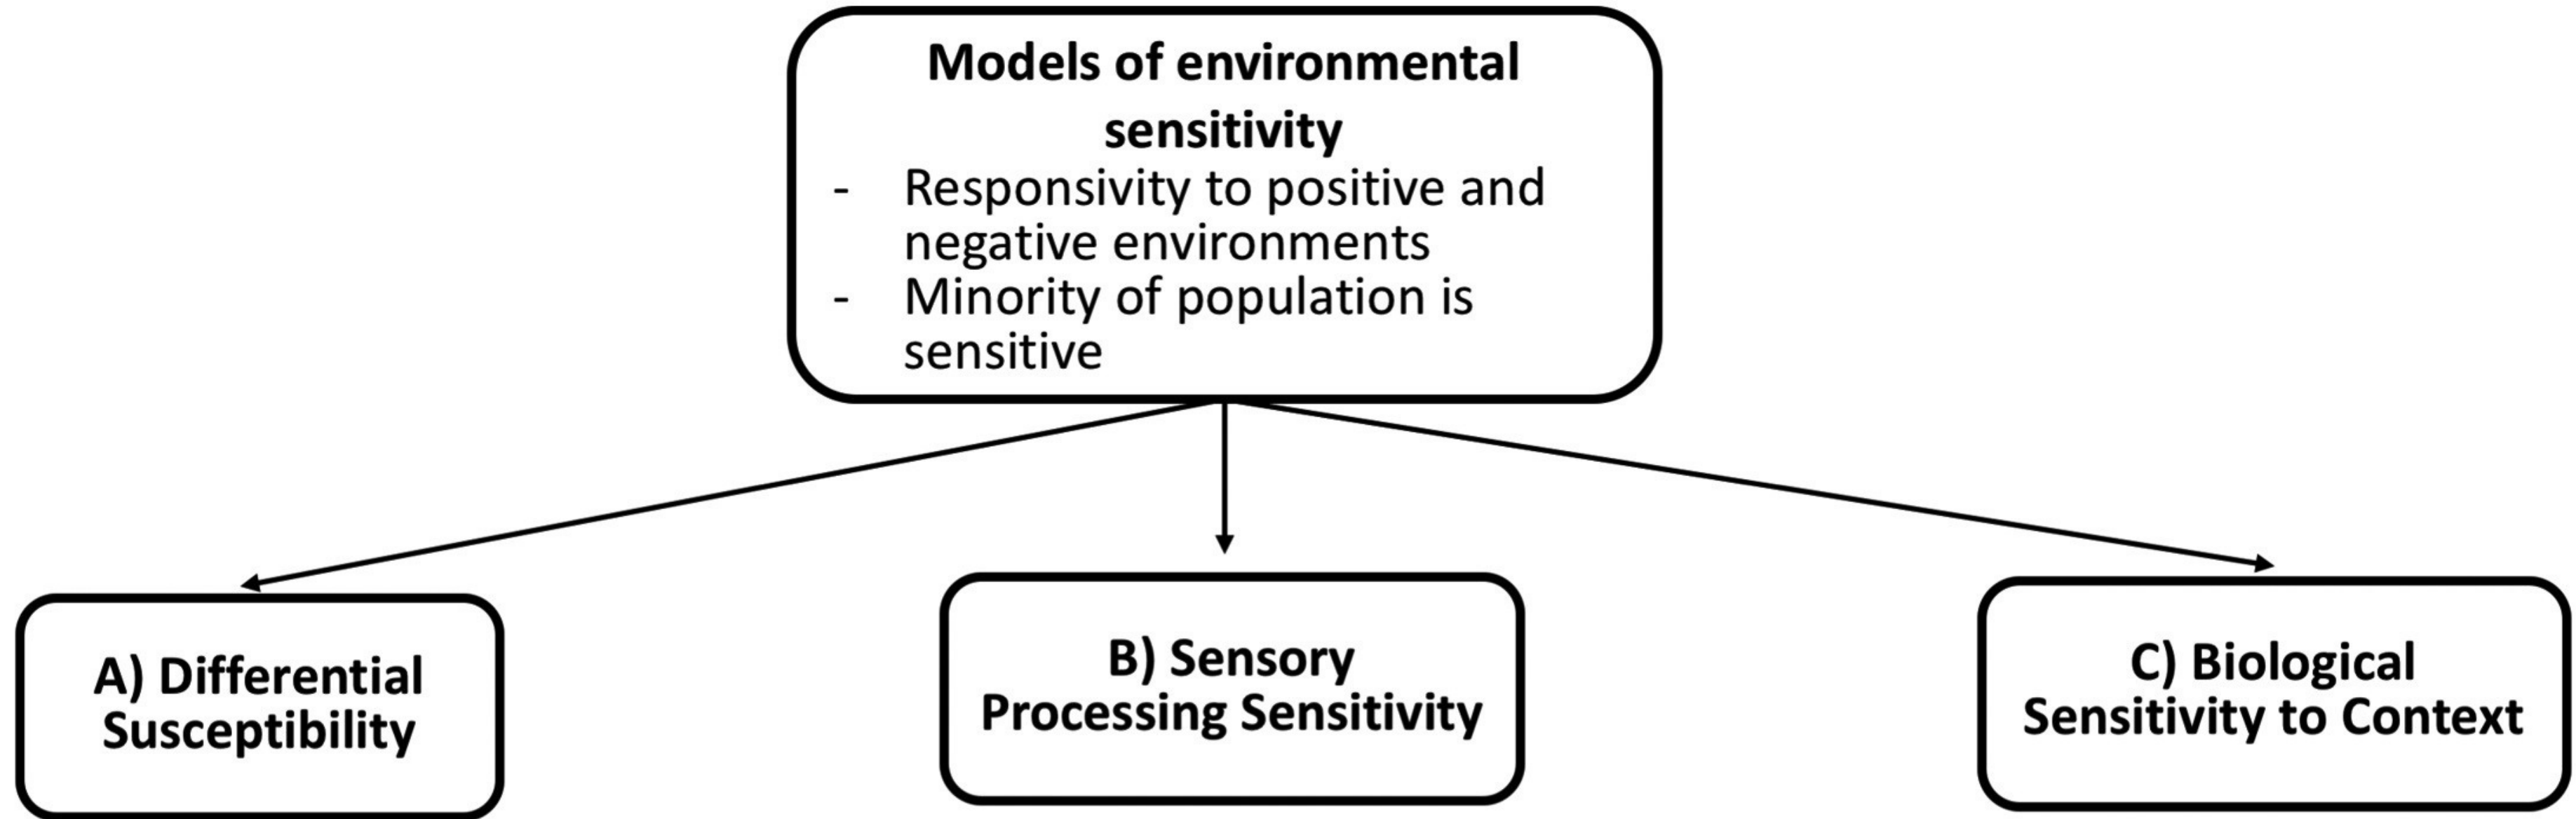 Models of environmental
sensitivity
- Responsivity to positive and
negative environments
- Minority of population is
sensitive
A) Differential
Susceptibility
B) Sensory
Processing Sensitivity
C) Biological
Sensitivity to Context